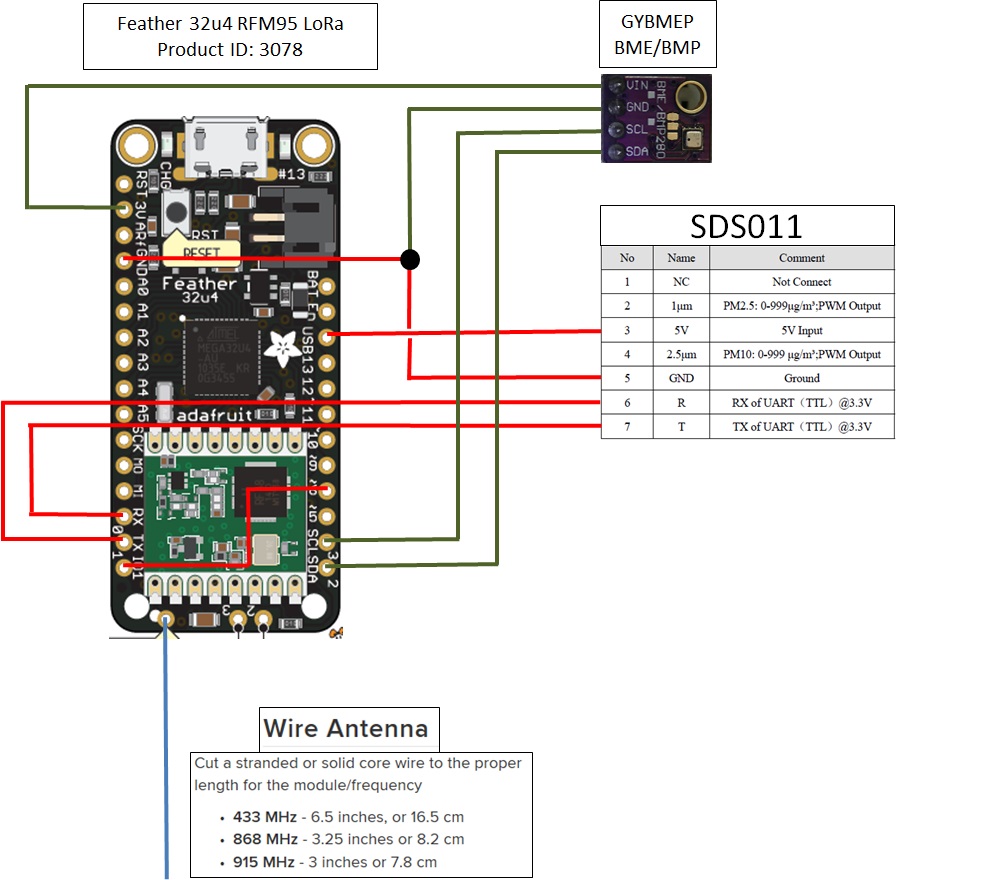 Feather 32u4 RFM95 LoRa
Product ID: 3078
GYBMEP
BME/BMP
VIN
GND
SCL
SDA
BME/BMP280
CHG
#13
RST
3V
ARf
GND
A0
A1
A2
A3
A4
A5
SCK
MO
MI
RX
0
TX
1
IO1
RST
RESET
Feather
32u4
BAT
EN
USB
13
12
11
10
9
6
5
SCL
3
SDA
2
ATMEL
MEGA32U4
-AU
1035E KR
0G3455
adafruit
3
2
SDS011
No Name Comment
1 NC Not Connect
2 1μm PM2.5: 0-999μg/m³;PWM Output
3 5V 5V Input
4 2.5μm PM10: 0-999 μg/m³;PWM Output
5 GND Ground
6 R RX of UART（TTL）@3.3V
7 T TX of UART（TTL）@3.3V
Wire Antenna
Cut a stranded or solid core wire to the proper
length for the module/frequency
• 433 MHz - 6.5 inches, or 16.5 cm
• 868 MHz - 3.25 inches or 8.2 cm
• 915 MHz - 3 inches or 7.8 cm